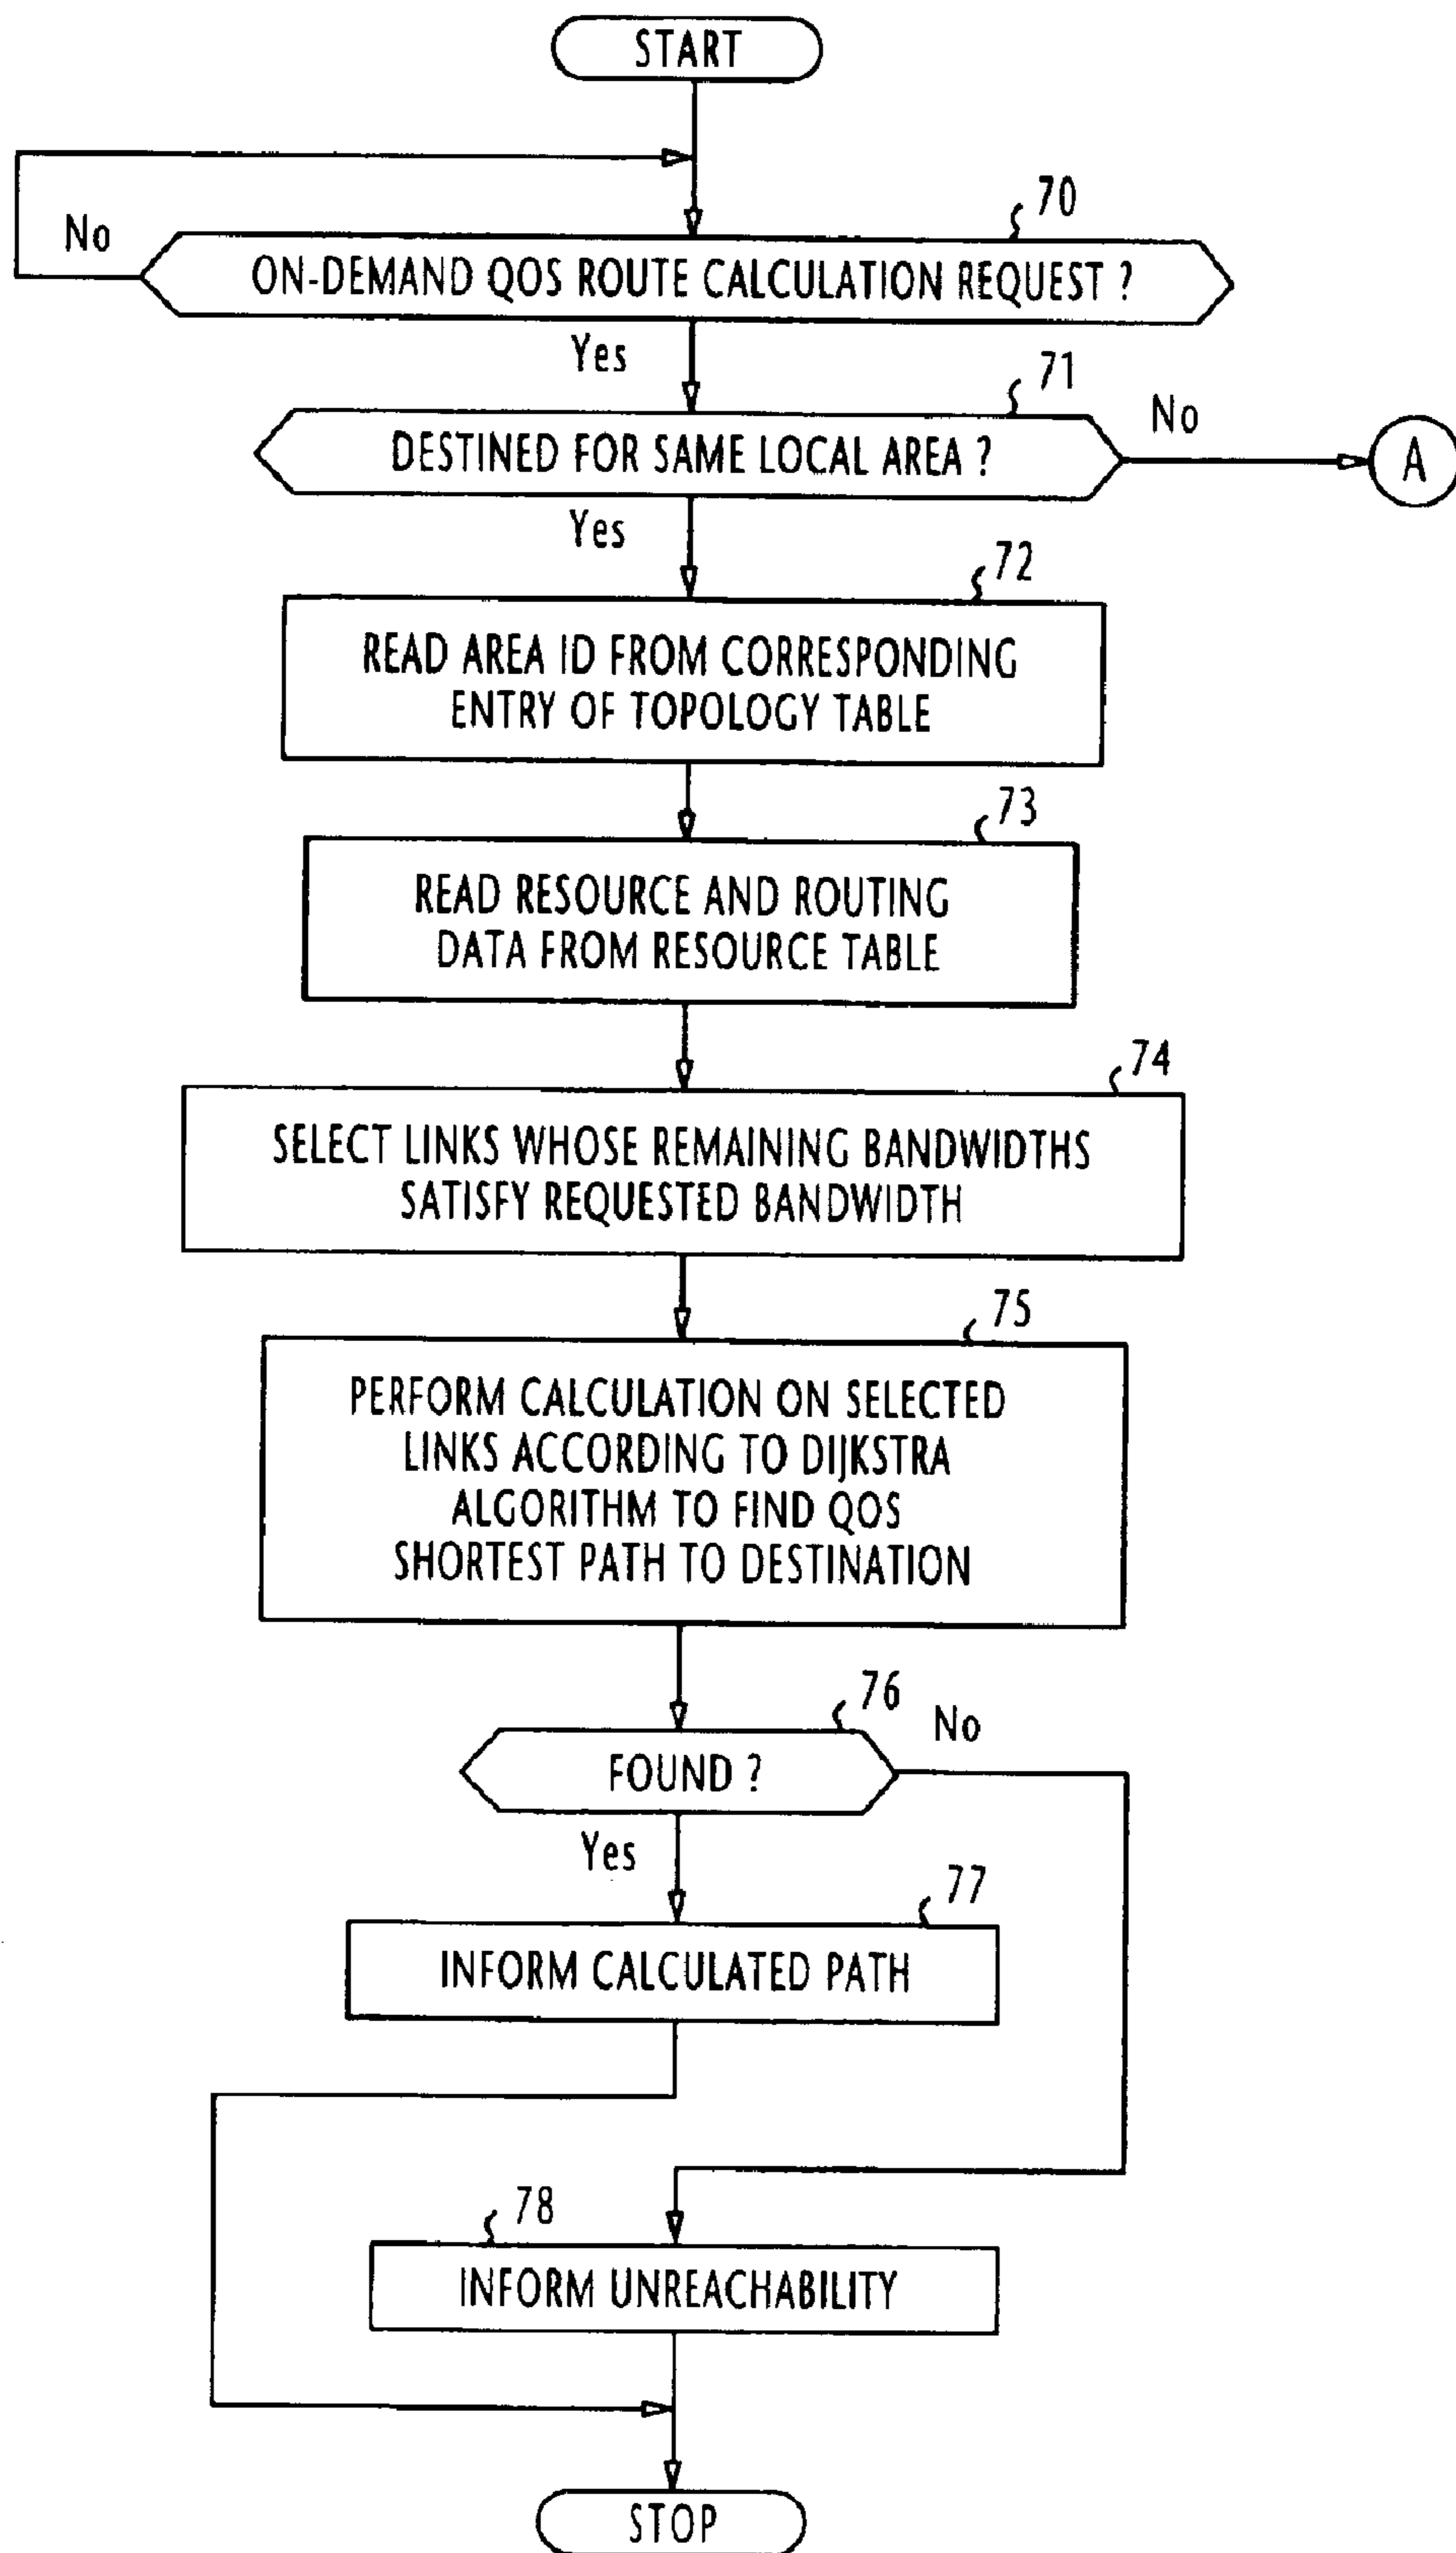 START
70
No
ON-DEMAND QOS ROUTE CALCULATION REQUEST ?
Yes
71
No
DESTINED FOR SAME LOCAL AREA ?
A
Yes
72
READ AREA ID FROM CORRESPONDING
ENTRY OF TOPOLOGY TABLE
73
READ RESOURCE AND ROUTING
DATA FROM RESOURCE TABLE
74
SELECT LINKS WHOSE REMAINING BANDWIDTHS
SATISFY REQUESTED BANDWIDTH
75
PERFORM CALCULATION ON SELECTED
LINKS ACCORDING TO DIJKSTRA
ALGORITHM TO FIND QOS
SHORTEST PATH TO DESTINATION
76
No
FOUND ?
Yes
77
INFORM CALCULATED PATH
78
INFORM UNREACHABILITY
STOP